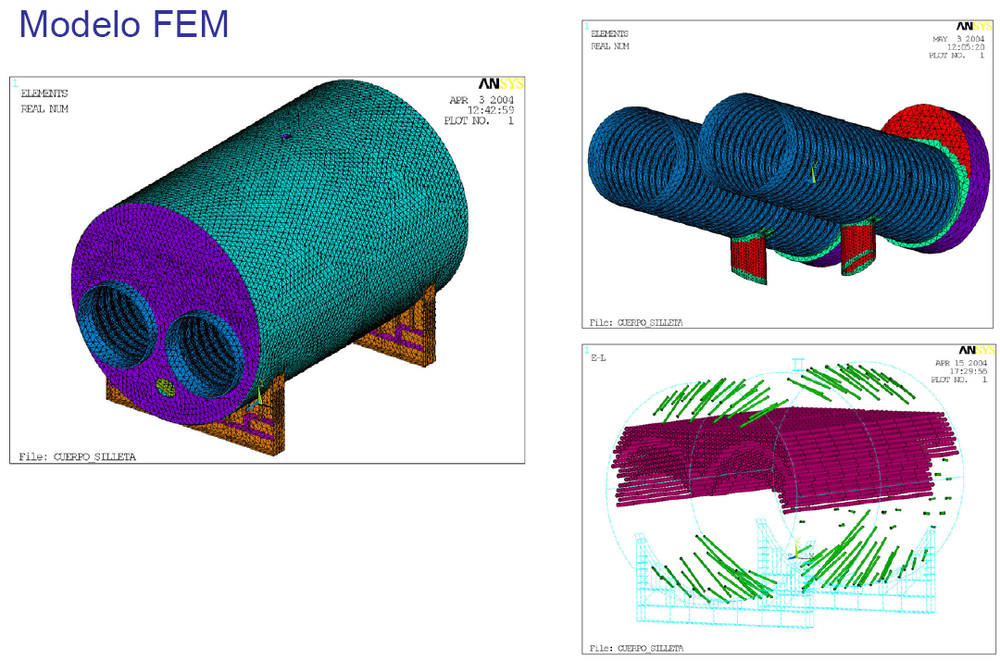 Modelo FEM
1
ELEMENTS
REAL NUM
ANSYS
APR 3 2004
12:42:59
PLOT NO. 1
File: CUERPO_SILLETA
1
ELEMENTS
REAL NUM
ANSYS
MAY 3 2004
12:05:20
PLOT NO. 1
File: CUERPO_SILLETA
1
E-L
ANSYS
APR 15 2004
17:29:56
PLOT NO. 1
File: CUERPO_SILLETA